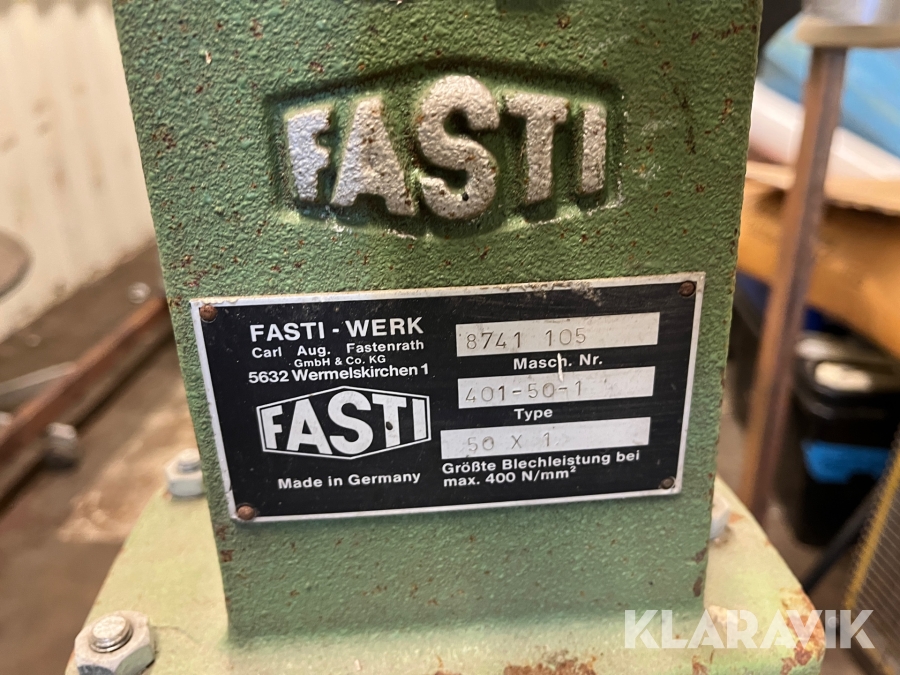 FASTI
FASTI - WERK
Carl Aug. Fastenrath
GmbH & Co. KG
5632 Wermelskirchen 1
FASTI
Made in Germany
8741 105
Masch. Nr.
401-50-1
Type
50 X 1
Größte Blechleistung bei
max. 400 N/mm²
KLARAVIK